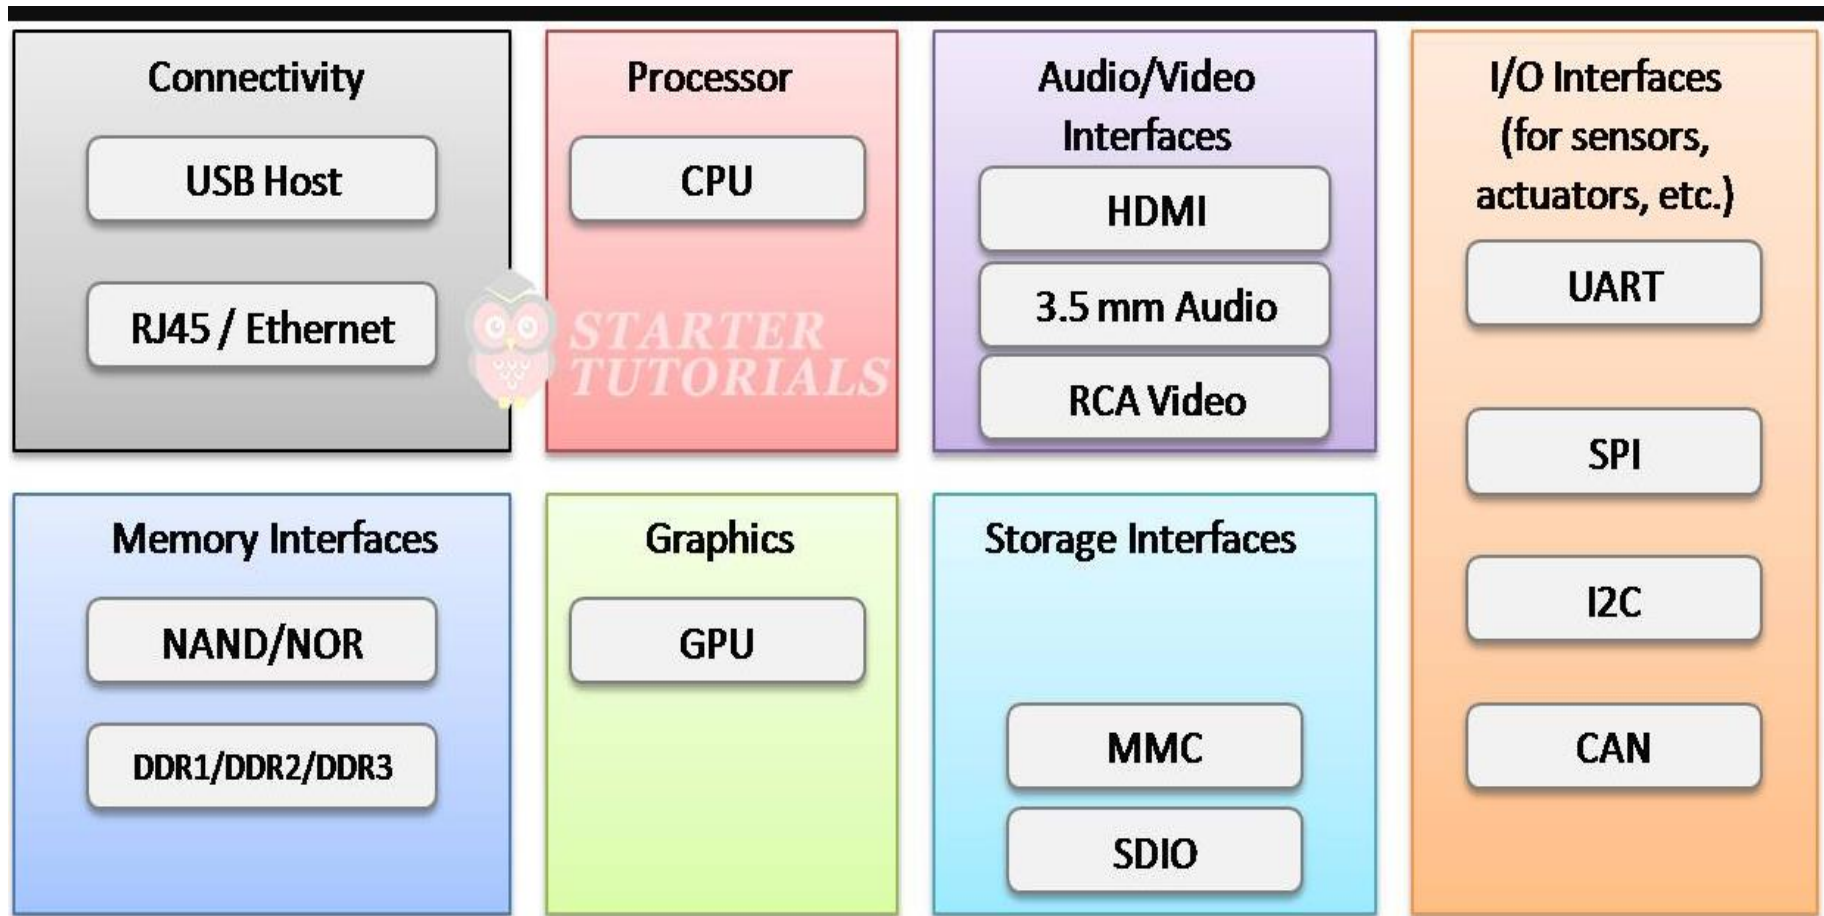 Connectivity
USB Host
RJ45 / Ethernet
Processor
CPU
Audio/Video
Interfaces
HDMI
3.5 mm Audio
RCA Video
I/O Interfaces
(for sensors,
actuators, etc.)
UART
SPI
I2C
CAN
STARTER
TUTORIALS
Memory Interfaces
NAND/NOR
DDR1/DDR2/DDR3
Graphics
GPU
Storage Interfaces
MMC
SDIO